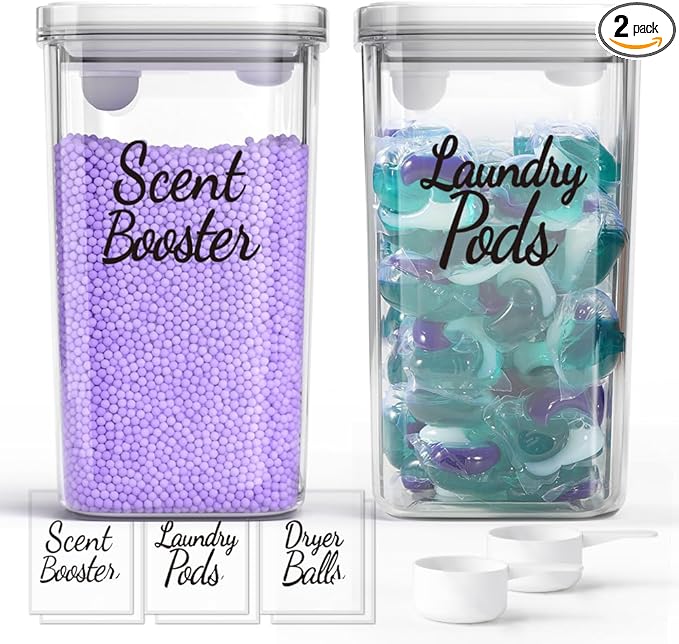 2 pack
Scent
Booster
Laundry
Pods
Scent
Booster
Laundry
Pods
Dryer
Balls